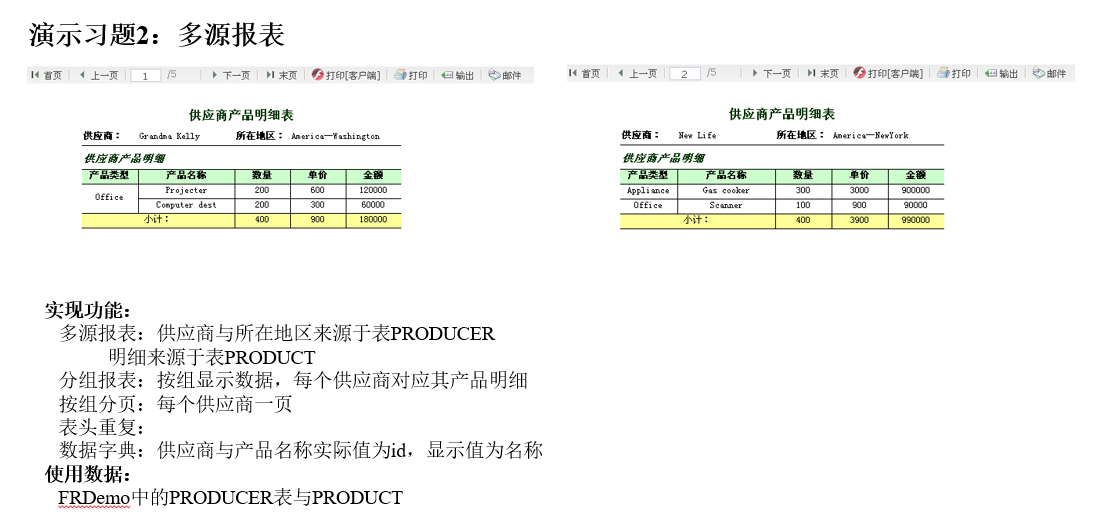 演示习题2：多源报表
首页 上一页 1 /5 下一页 末页 打印[客户端] 打印 输出 邮件
供应商产品明细表
供应商： Grandma Kelly 所在地区： America—Washington
供应商产品明细
产品类型 产品名称 数量 单价 金额
Office Projecter 200 600 120000
Computer dest 200 300 60000
小计： 400 900 180000
首页 上一页 2 /5 下一页 末页 打印[客户端] 打印 输出 邮件
供应商产品明细表
供应商： New Life 所在地区： America—NewYork
供应商产品明细
产品类型 产品名称 数量 单价 金额
Appliance Gas cooker 300 3000 900000
Office Scanner 100 900 90000
小计： 400 3900 990000
实现功能：
多源报表：供应商与所在地区来源于表PRODUCER
明细来源于表PRODUCT
分组报表：按组显示数据，每个供应商对应其产品明细
按组分页：每个供应商一页
表头重复：
数据字典：供应商与产品名称实际值为id，显示值为名称
使用数据：
FRDemo中的PRODUCER表与PRODUCT